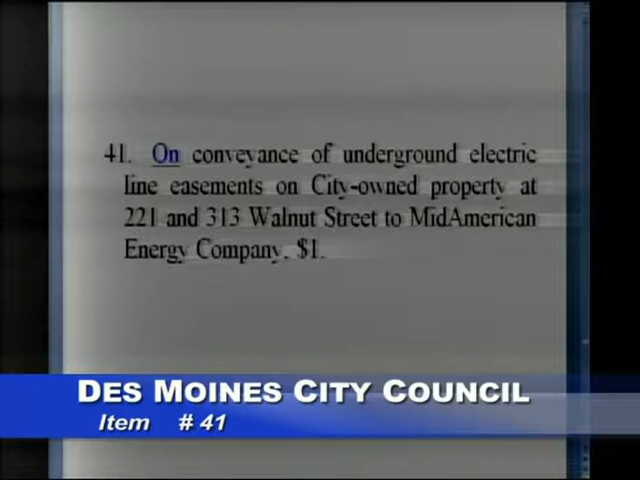 41. On conveyance of underground electric
line easements on City-owned property at
221 and 313 Walnut Street to MidAmerican
Energy Company, $1.
DES MOINES CITY COUNCIL
Item # 41